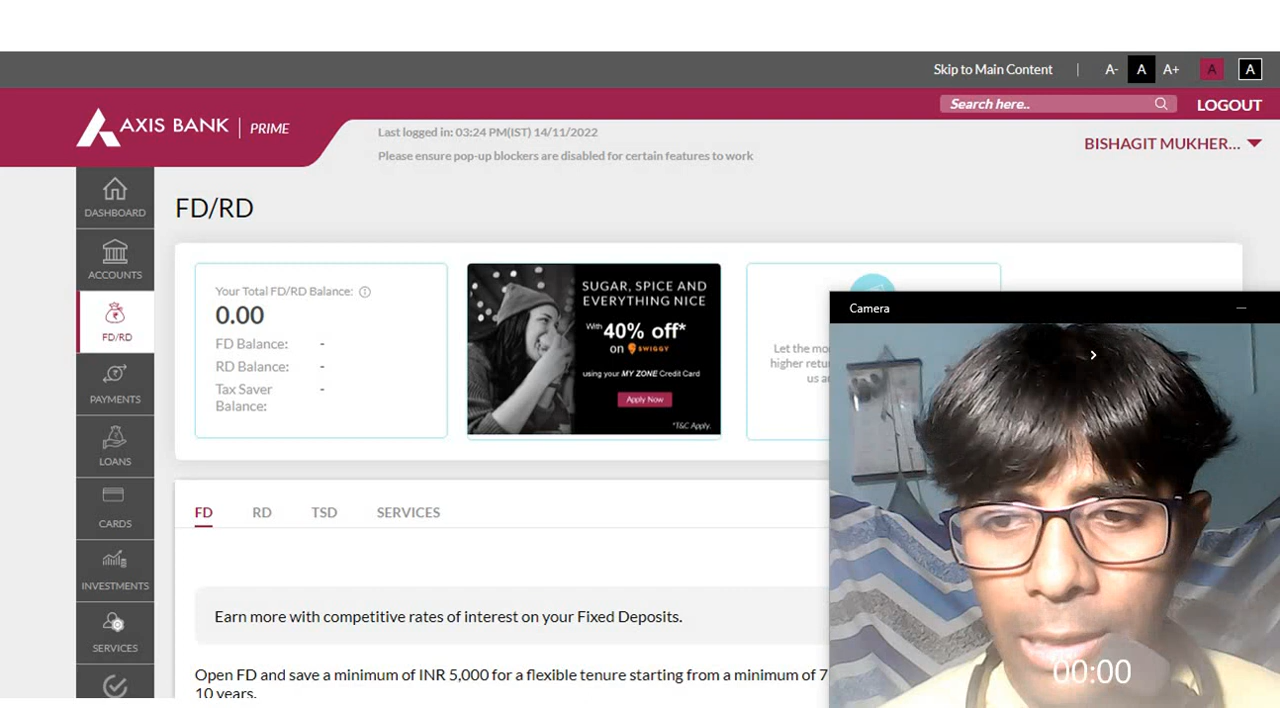 Skip to Main Content | A- A A+ A A
Search here.. LOGOUT
AXIS BANK | PRIME
Last logged in: 03:24 PM(IST) 14/11/2022
Please ensure pop-up blockers are disabled for certain features to work
BISHAGIT MUKHER...
DASHBOARD
ACCOUNTS
FD/RD
PAYMENTS
LOANS
CARDS
INVESTMENTS
SERVICES
FD/RD
Your Total FD/RD Balance:
0.00
FD Balance: -
RD Balance: -
Tax Saver -
Balance:
SUGAR, SPICE AND
EVERYTHING NICE
With 40% off*
on SWIGGY
using your MY ZONE Credit Card
Apply Now
*T&C Apply.
Let the mo
higher retu
us a
Camera
00:00
FD RD TSD SERVICES
Earn more with competitive rates of interest on your Fixed Deposits.
Open FD and save a minimum of INR 5,000 for a flexible tenure starting from a minimum of 7
10 years.